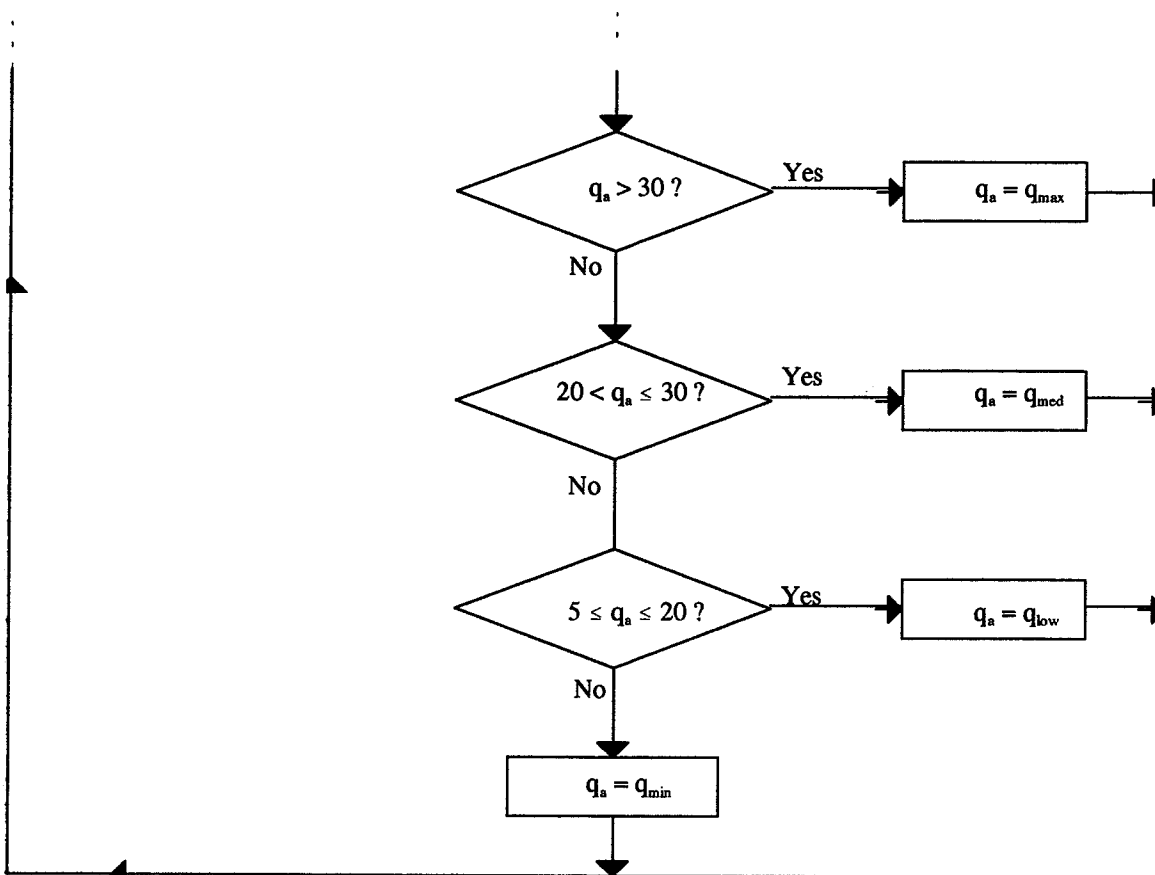 q_a > 30 ?
Yes
q_a = q_max
No
20 < q_a ≤ 30 ?
Yes
q_a = q_med
No
5 ≤ q_a ≤ 20 ?
Yes
q_a = q_low
No
q_a = q_min